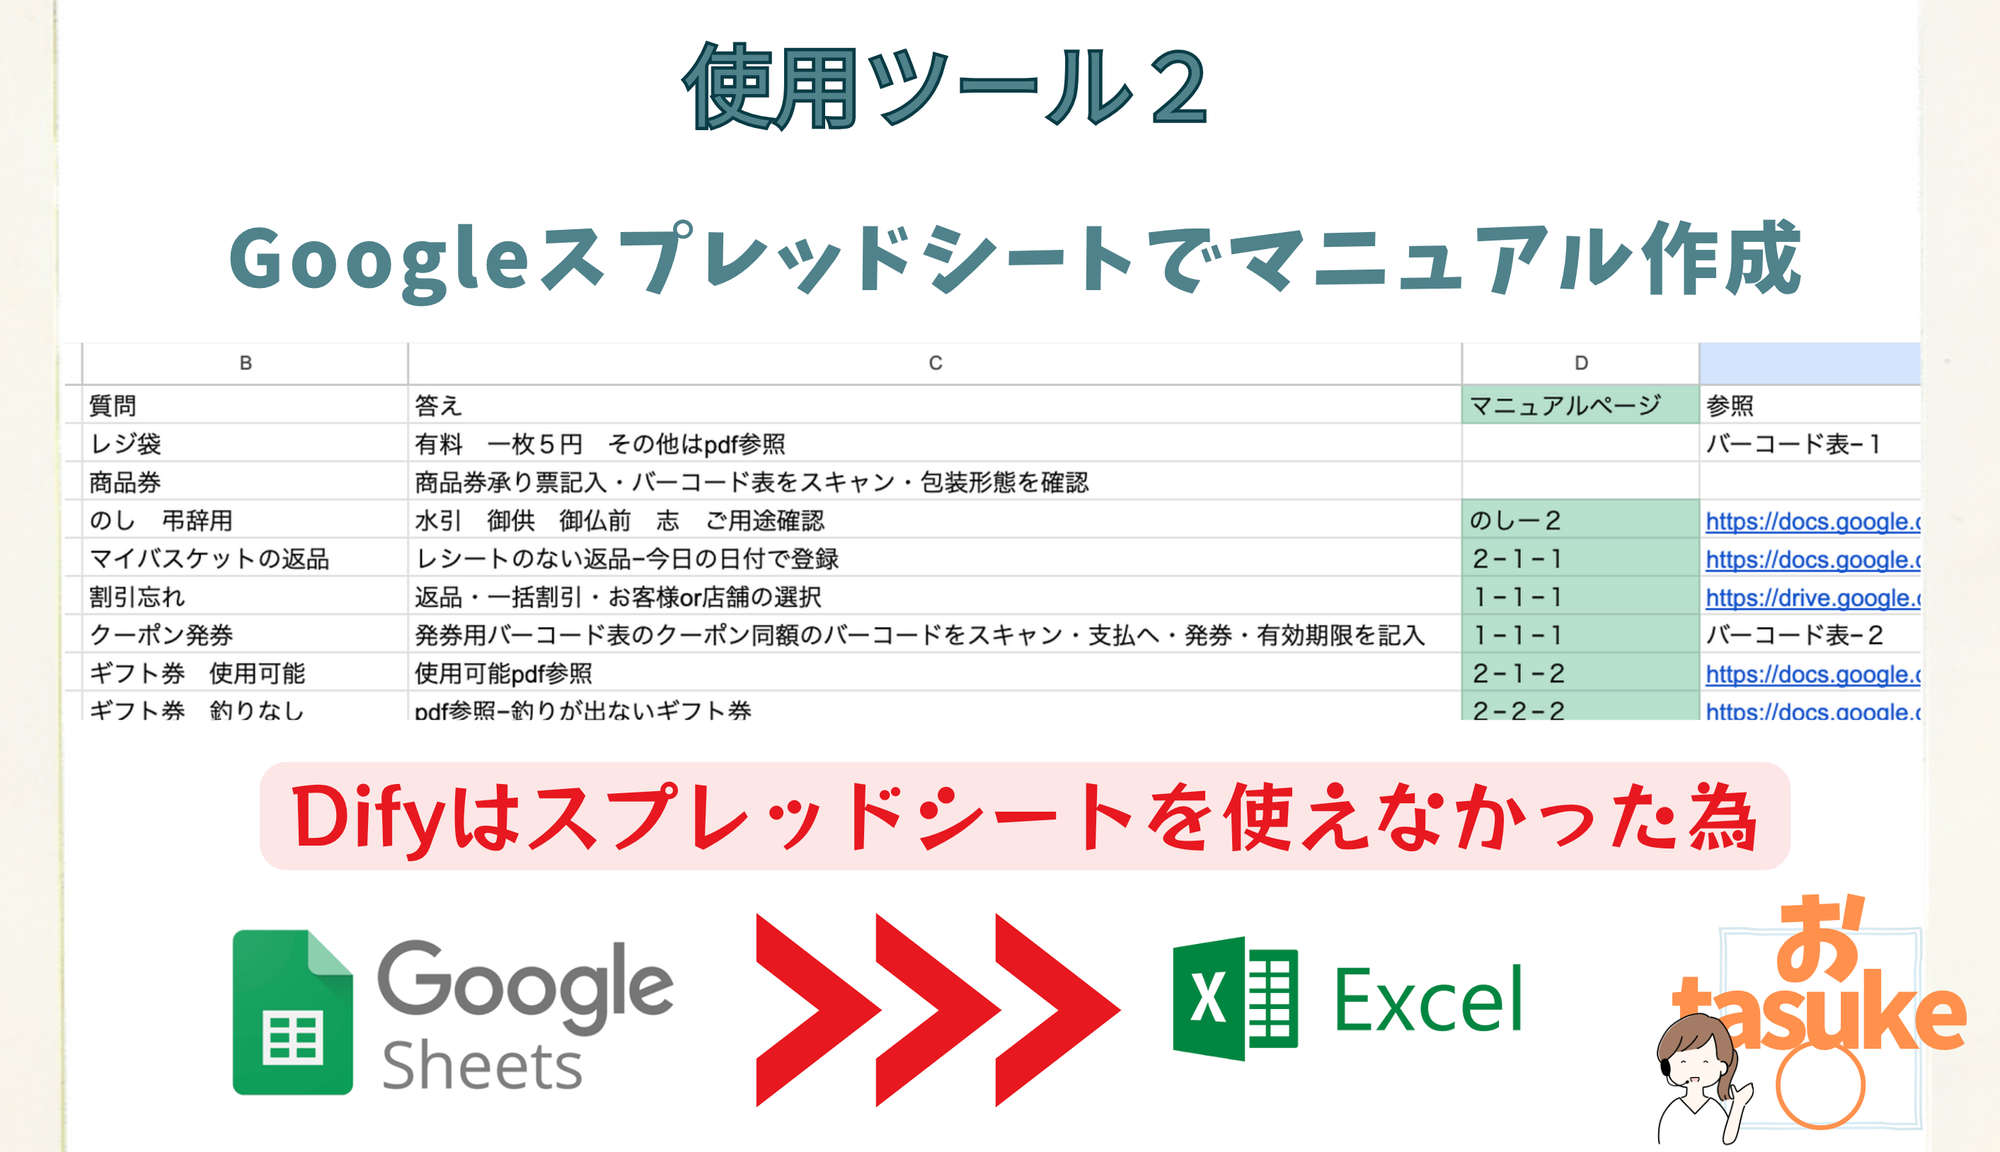 使用ツール２
Googleスプレッドシートでマニュアル作成
B C D
質問 答え マニュアルページ 参照
レジ袋 有料　一枚５円　その他はpdf参照 バーコード表−１
商品券 商品券承り票記入・バーコード表をスキャン・包装形態を確認
のし　弔辞用 水引　御供　御仏前　志　ご用途確認 のしー２ https://docs.google.c
マイバスケットの返品 レシートのない返品−今日の日付で登録 ２−１−１ https://docs.google.c
割引忘れ 返品・一括割引・お客様or店舗の選択 １−１−１ https://drive.google.c
クーポン発券 発券用バーコード表のクーポン同額のバーコードをスキャン・支払へ・発券・有効期限を記入 １−１−１ バーコード表−２
ギフト券　使用可能 使用可能pdf参照 ２−１−２ https://docs.google.c
ギフト券　釣りなし pdf参照−釣りが出ないギフト券 ２−２−２ https://docs.google.c
Difyはスプレッドシートを使えなかった為
Google
Sheets
X Excel
お
tasuke